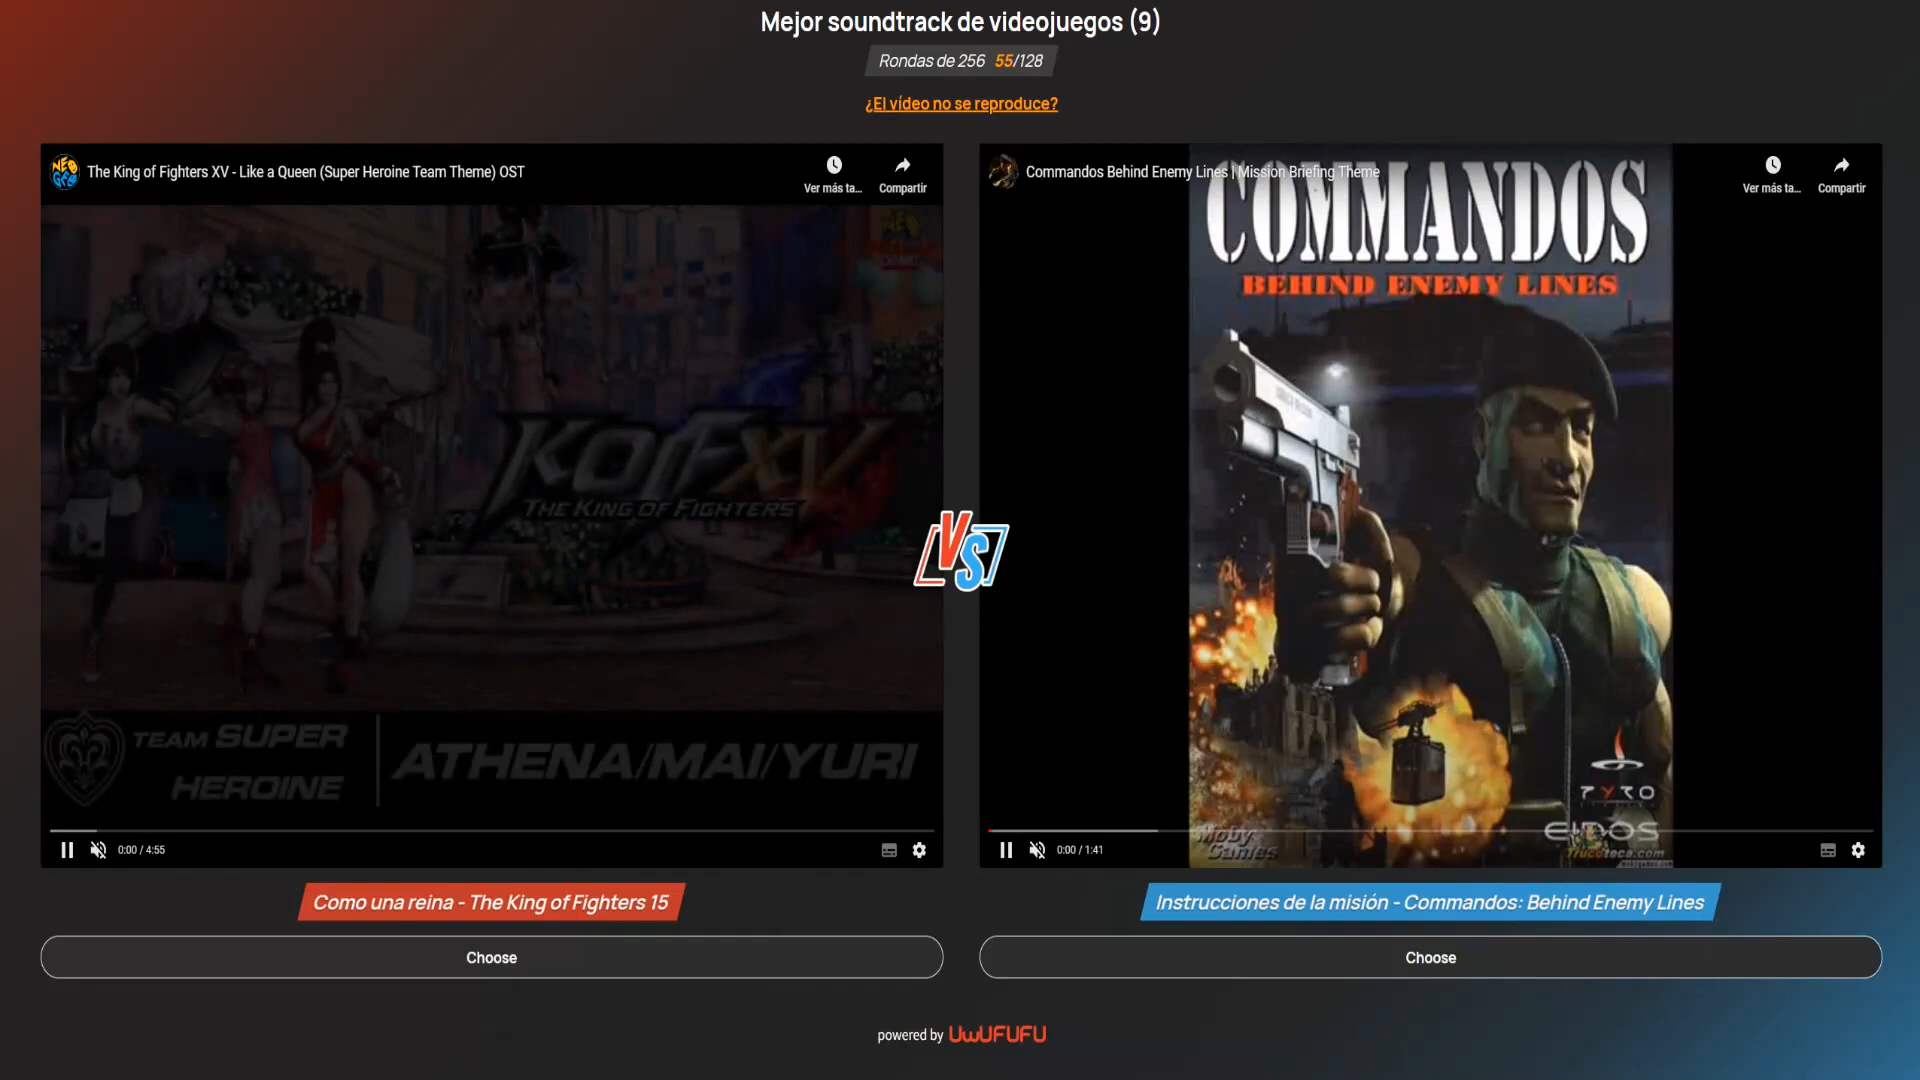 Mejor soundtrack de videojuegos (9)
Rondas de 256 55/128
¿El vídeo no se reproduce?
NEO GEO
The King of Fighters XV - Like a Queen (Super Heroine Team Theme) OST
Ver más ta...
Compartir
KOF XV
THE KING OF FIGHTERS
TEAM SUPER HEROINE
ATHENA/MAI/YURI
0:00 / 4:55
VS
Commandos Behind Enemy Lines | Mission Briefing Theme
Ver más ta...
Compartir
COMMANDOS
BEHIND ENEMY LINES
PYRO
EIDOS
Moby Games
Trucoteca.com
0:00 / 1:41
Como una reina - The King of Fighters 15
Instrucciones de la misión - Commandos: Behind Enemy Lines
Choose
Choose
powered by UwUFUFU